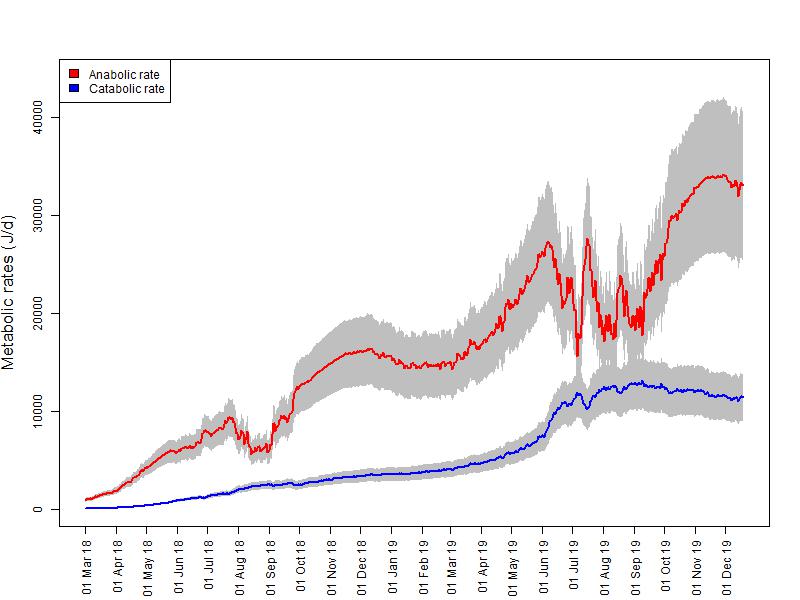 Anabolic rate
Catabolic rate
Metabolic rates (J/d)
40000
30000
20000
10000
0
01 Mar 18
01 Apr 18
01 May 18
01 Jun 18
01 Jul 18
01 Aug 18
01 Sep 18
01 Oct 18
01 Nov 18
01 Dec 18
01 Jan 19
01 Feb 19
01 Mar 19
01 Apr 19
01 May 19
01 Jun 19
01 Jul 19
01 Aug 19
01 Sep 19
01 Oct 19
01 Nov 19
01 Dec 19